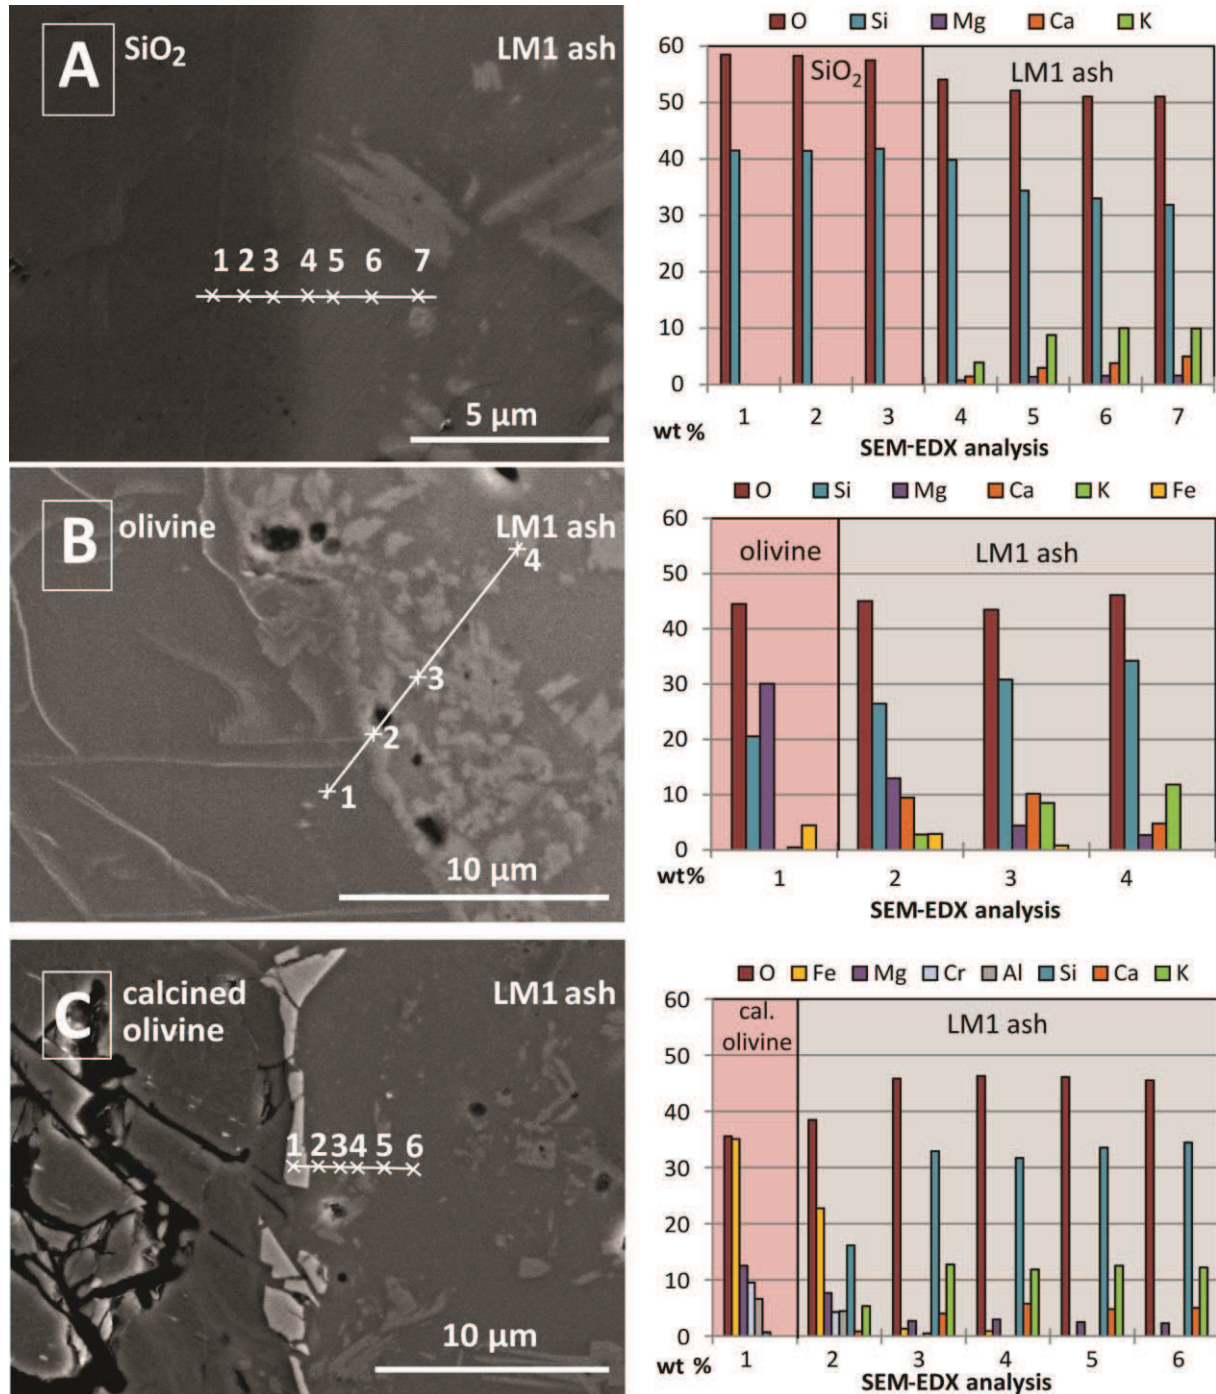 A
SiO2
LM1 ash
1 2 3 4 5 6 7
5 µm
O Si Mg Ca K
60
50
40
30
20
10
0
SiO2
LM1 ash
wt % 1 2 3 4 5 6 7
SEM-EDX analysis
B
olivine
LM1 ash
4
3
2
1
10 µm
O Si Mg Ca K Fe
60
50
40
30
20
10
0
olivine
LM1 ash
wt% 1 2 3 4
SEM-EDX analysis
C
calcined
olivine
LM1 ash
1 2 3 4 5 6
10 µm
O Fe Mg Cr Al Si Ca K
60
50
40
30
20
10
0
cal.
olivine
LM1 ash
wt % 1 2 3 4 5 6
SEM-EDX analysis